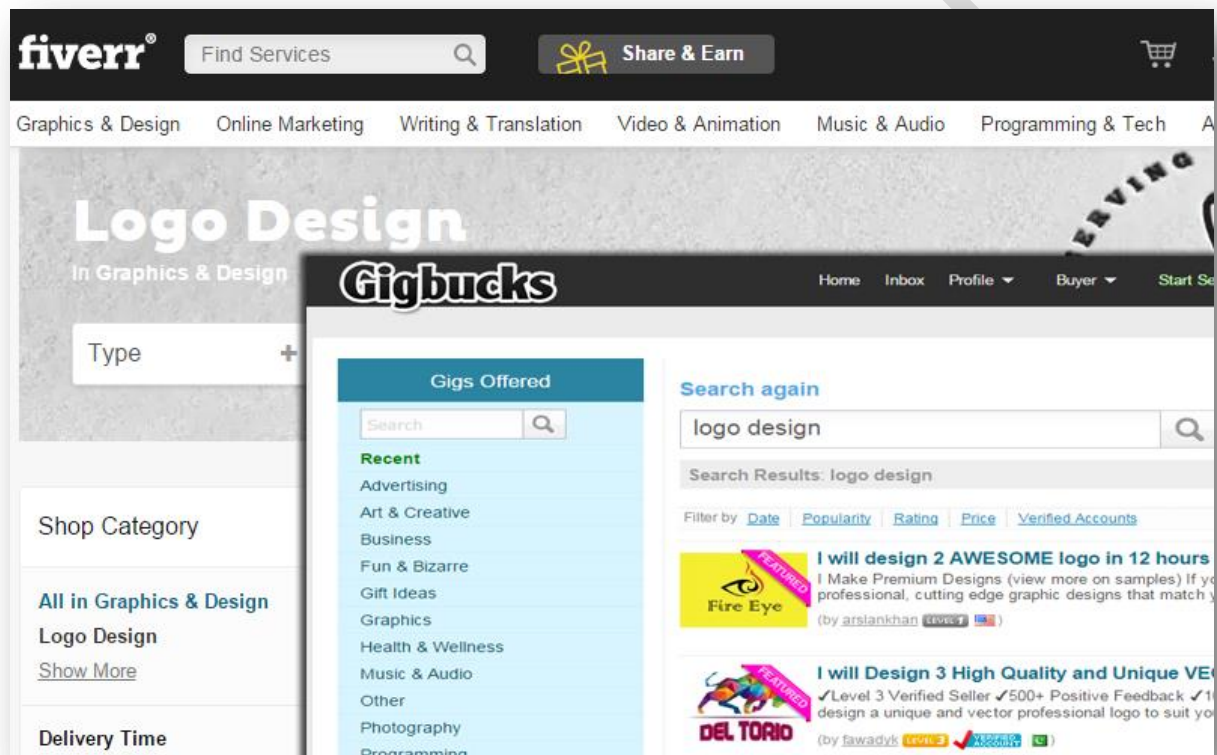 fiverr®
Find Services
Share & Earn
Graphics & Design Online Marketing Writing & Translation Video & Animation Music & Audio Programming & Tech A
Logo Design
In Graphics & Design
Type +
Shop Category
All in Graphics & Design
Logo Design
Show More
Delivery Time
ERVING
Gigbucks
Home Inbox Profile Buyer Start Se
Gigs Offered
Search
Recent
Advertising
Art & Creative
Business
Fun & Bizarre
Gift Ideas
Graphics
Health & Wellness
Music & Audio
Other
Photography
Programming
Search again
logo design
Search Results: logo design
Filter by Date Popularity Rating Price Verified Accounts
FEATURED
Fire Eye
I will design 2 AWESOME logo in 12 hours
I Make Premium Designs (view more on samples) If yo
professional, cutting edge graphic designs that match y
(by arslankhan LEVEL 1 )
FEATURED
DEL TORIO
I will Design 3 High Quality and Unique VE
✓Level 3 Verified Seller ✓500+ Positive Feedback ✓1
design a unique and vector professional logo to suit yo
(by fawadyk LEVEL 3 VERIFIED ACCOUNT )